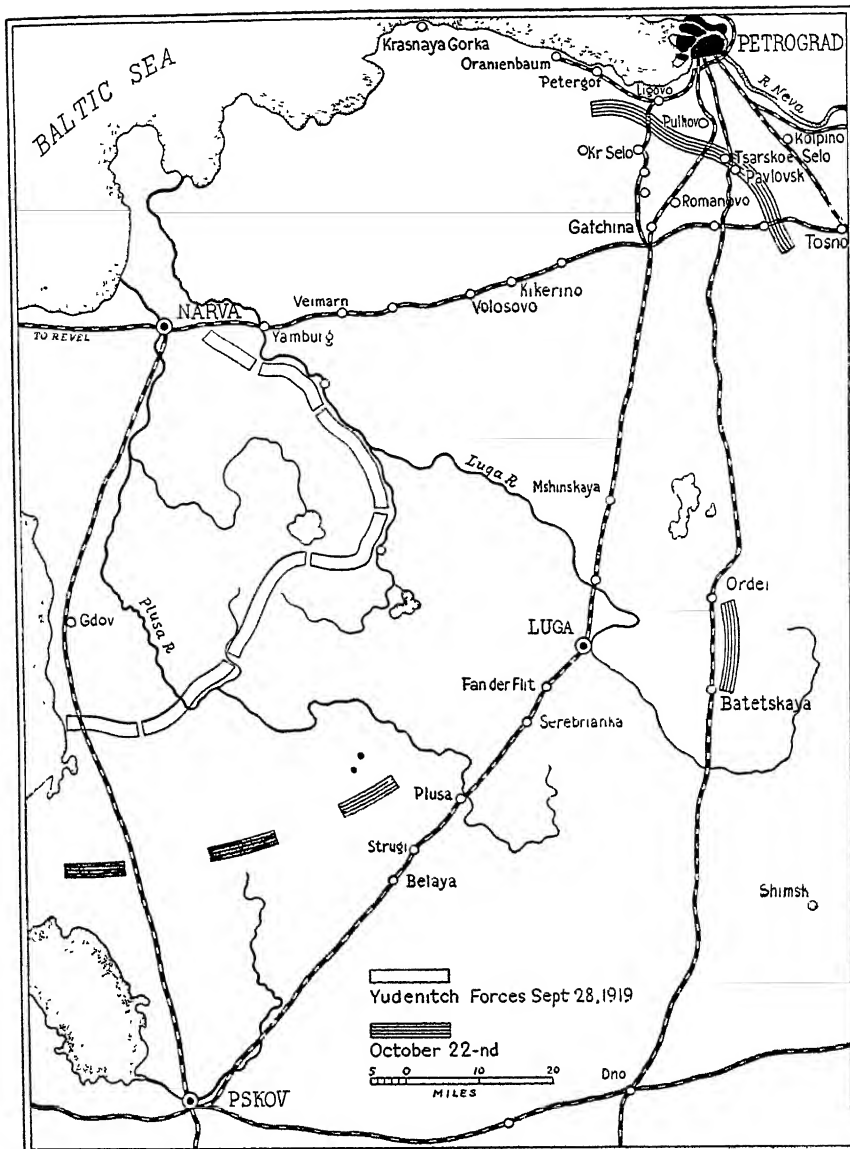 Krasnaya Gorka
PETROGRAD
Oranienbaum
Petergof
Ligovo
R Neva
BALTIC SEA
Pulkovo
Kolpino
Kr Selo
Tsarskoe-Selo
Pavlovsk
Romanovo
Gatchina
Tosno
Kikerino
Veimarn
Volosovo
NARVA
TO REVEL
Yamburg
Luga R
Mshinskaya
Ordei
Gdov
Plusa R
LUGA
Fan der Flit
Batetskaya
Serebrianka
Plusa
Strugi
Belaya
Shimsk
Yudenitch Forces Sept 28, 1919
October 22-nd
5 0 10 20
MILES
Dno
PSKOV